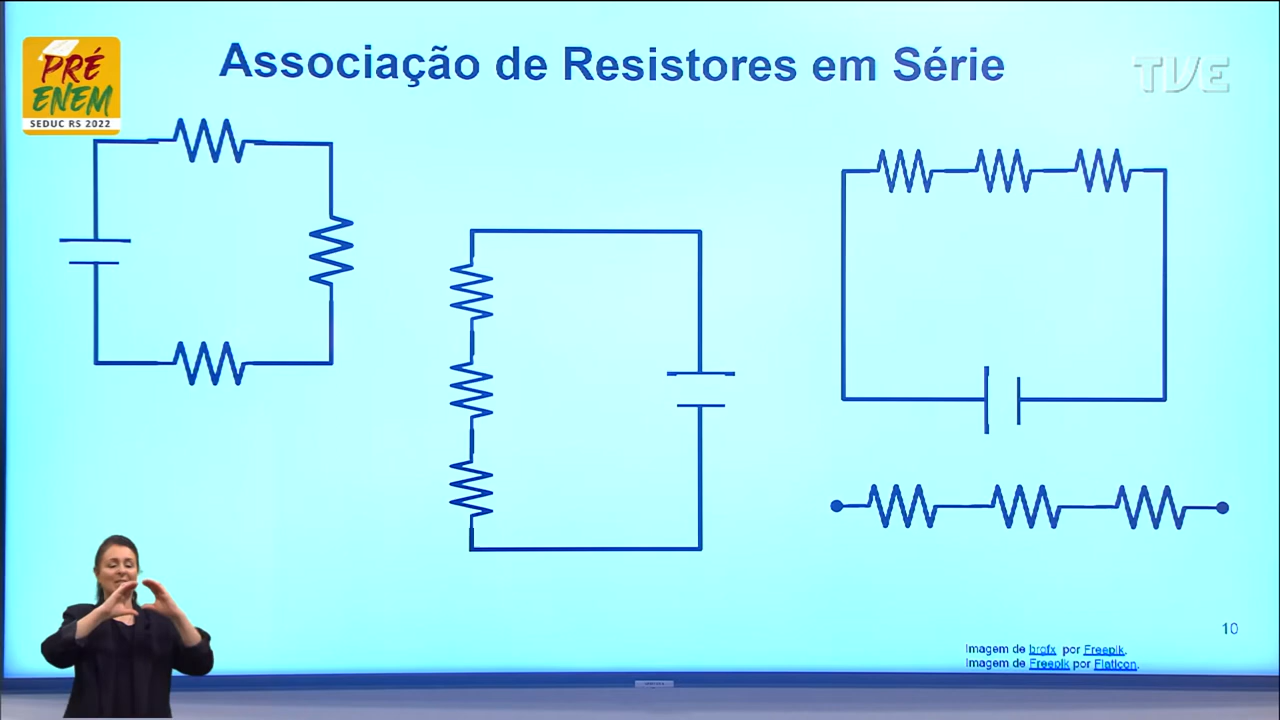 PRÉ
ENEM
SEDUC RS 2022
Associação de Resistores em Série
TVE
10
Imagem de brgfx por Freepik.
Imagem de Freepik por Flaticon.